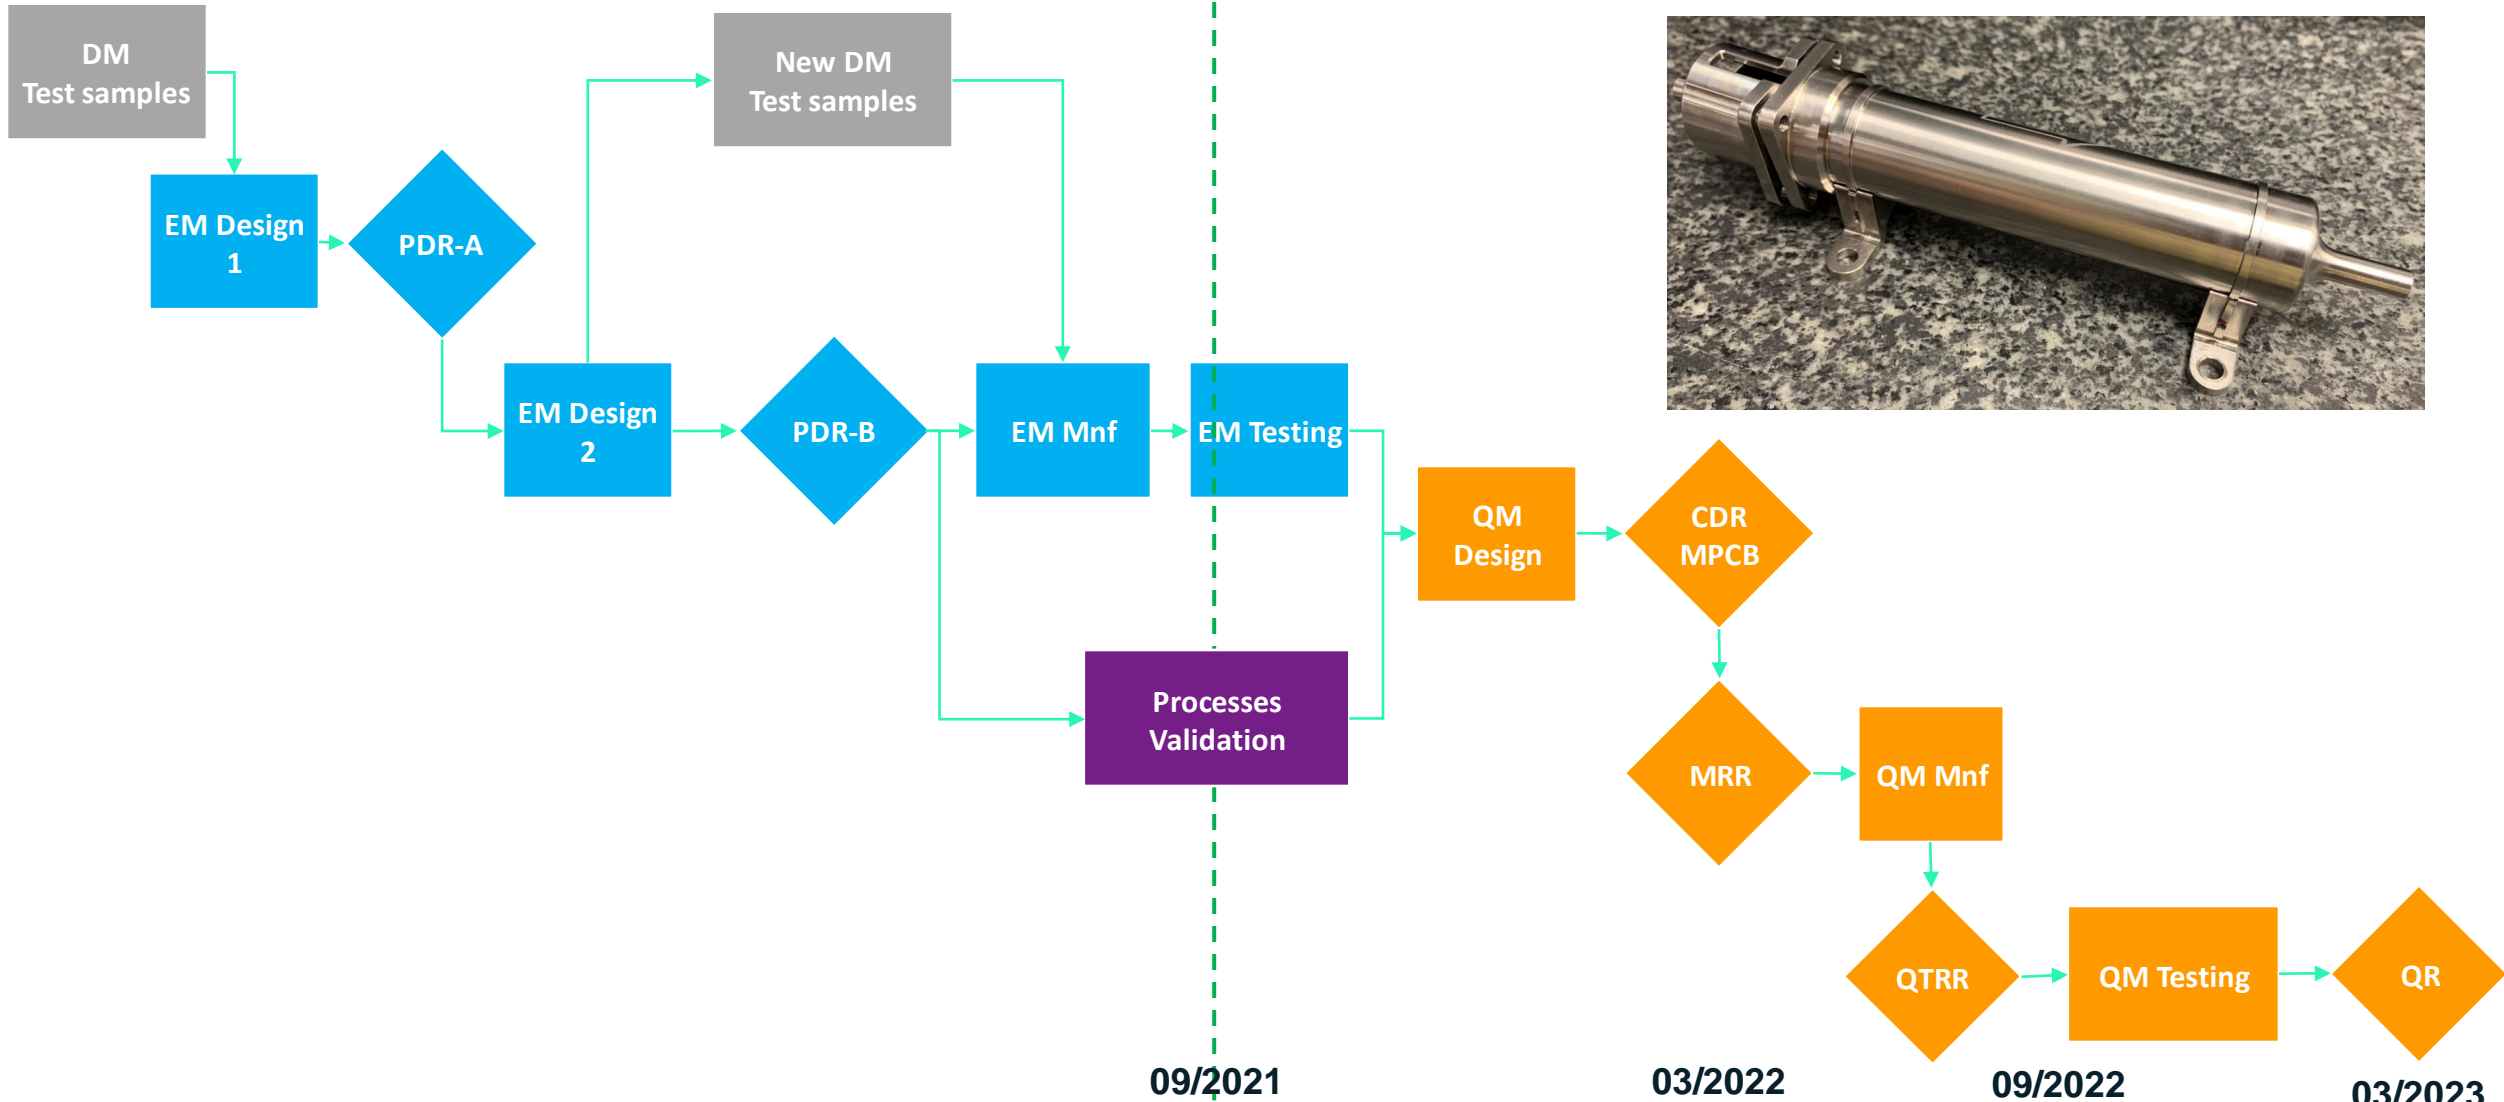 DM
Test samples
New DM
Test samples
EM Design
1
PDR-A
EM Design
2
PDR-B
EM Mnf
EM Testing
QM
Design
CDR
MPCB
Processes
Validation
MRR
QM Mnf
QTRR
QM Testing
QR
09/2021
03/2022
09/2022
03/2023